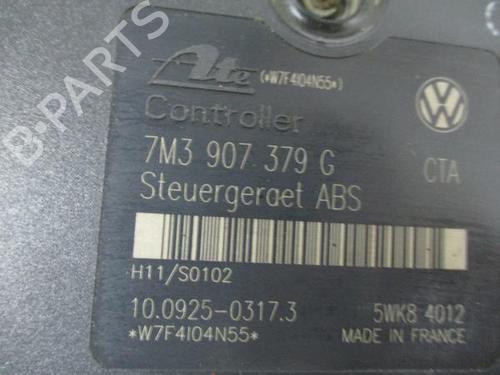 Ate (*W7F4I04N55*)
Controller
7M3 907 379 G CTA
Steuergeraet ABS
H11/S0102
10.0925-0317.3 5WK8 4012
*W7F4I04N55* MADE IN FRANCE
B-PARTS